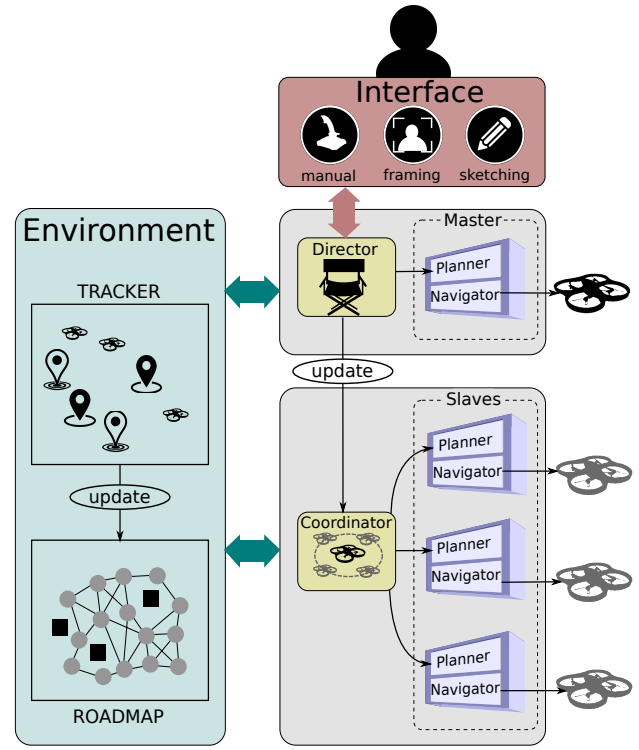 Interface
manual
framing
sketching
Environment
TRACKER
update
ROADMAP
Director
Master
Planner
Navigator
update
Slaves
Coordinator
Planner
Navigator
Planner
Navigator
Planner
Navigator